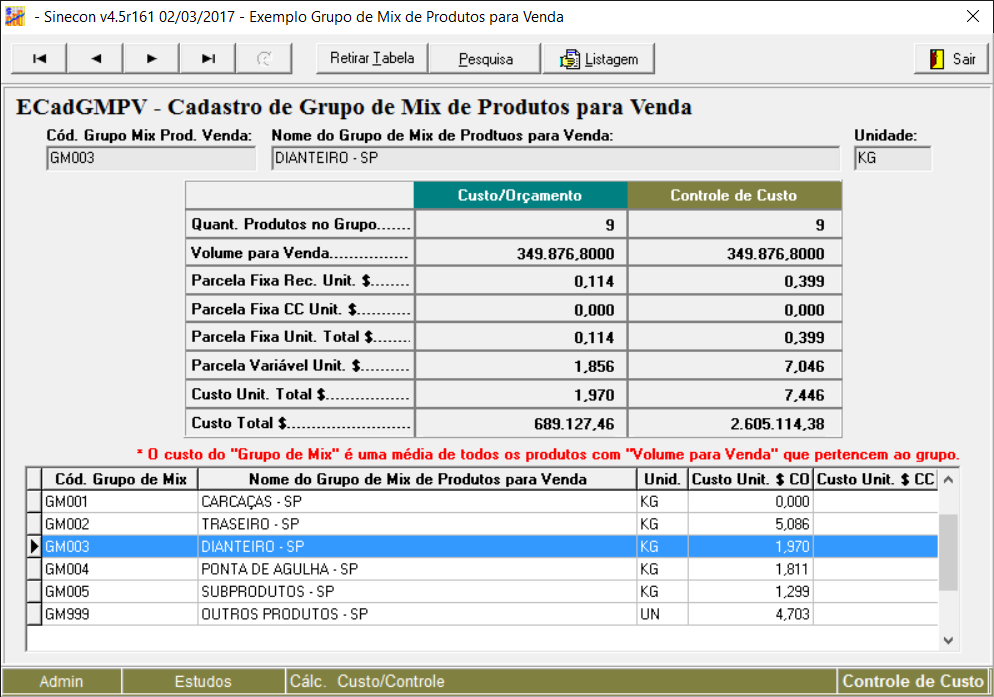 - Sinecon v4.5r161 02/03/2017 - Exemplo Grupo de Mix de Produtos para Venda
Retirar Tabela Pesquisa Listagem Sair
ECadGMPV - Cadastro de Grupo de Mix de Produtos para Venda
Cód. Grupo Mix Prod. Venda: Nome do Grupo de Mix de Prodtuos para Venda: Unidade:
GM003 DIANTEIRO - SP KG
Custo/Orçamento Controle de Custo
Quant. Produtos no Grupo....... 9 9
Volume para Venda................ 349.876,8000 349.876,8000
Parcela Fixa Rec. Unit. $........ 0,114 0,399
Parcela Fixa CC Unit. $........... 0,000 0,000
Parcela Fixa Unit. Total $........ 0,114 0,399
Parcela Variável Unit. $.......... 1,856 7,046
Custo Unit. Total $................. 1,970 7,446
Custo Total $......................... 689.127,46 2.605.114,38
* O custo do "Grupo de Mix" é uma média de todos os produtos com "Volume para Venda" que pertencem ao grupo.
Cód. Grupo de Mix Nome do Grupo de Mix de Produtos para Venda Unid. Custo Unit. $ CO Custo Unit. $ CC
GM001 CARCAÇAS - SP KG 0,000
GM002 TRASEIRO - SP KG 5,086
GM003 DIANTEIRO - SP KG 1,970
GM004 PONTA DE AGULHA - SP KG 1,811
GM005 SUBPRODUTOS - SP KG 1,299
GM999 OUTROS PRODUTOS - SP UN 4,703
Admin Estudos Cálc. Custo/Controle Controle de Custo